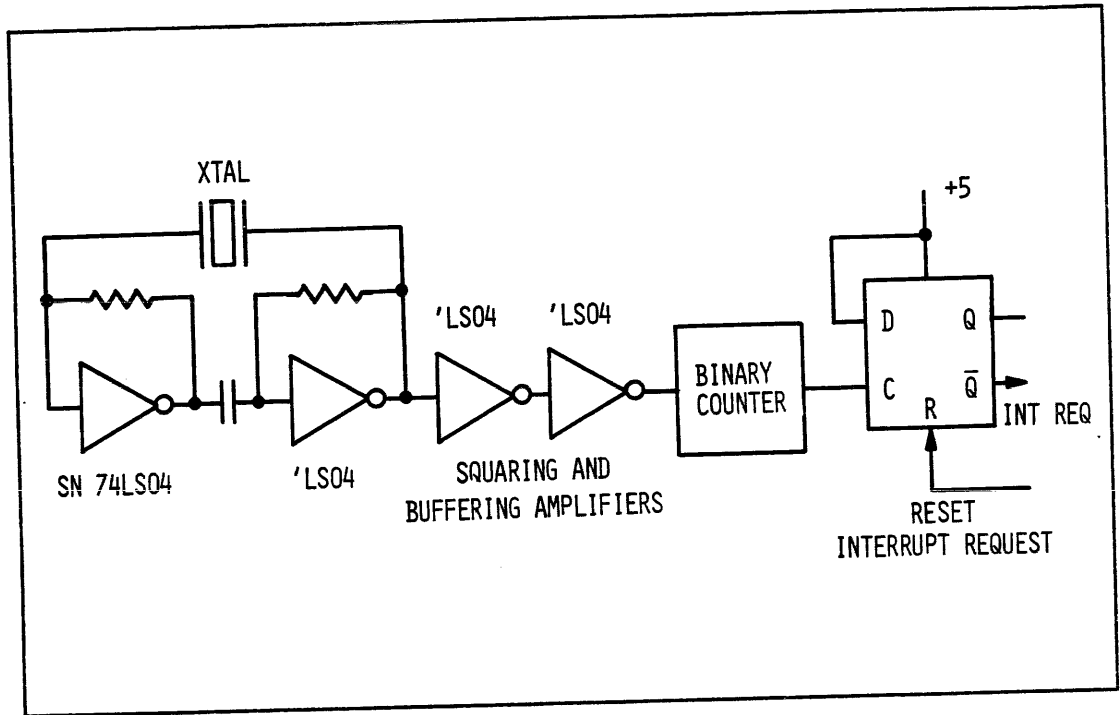 XTAL
+5
'LS04
'LS04
D
Q
BINARY
COUNTER
C
Q̅
R
INT REQ
SN 74LS04
'LS04
SQUARING AND
BUFFERING AMPLIFIERS
RESET
INTERRUPT REQUEST